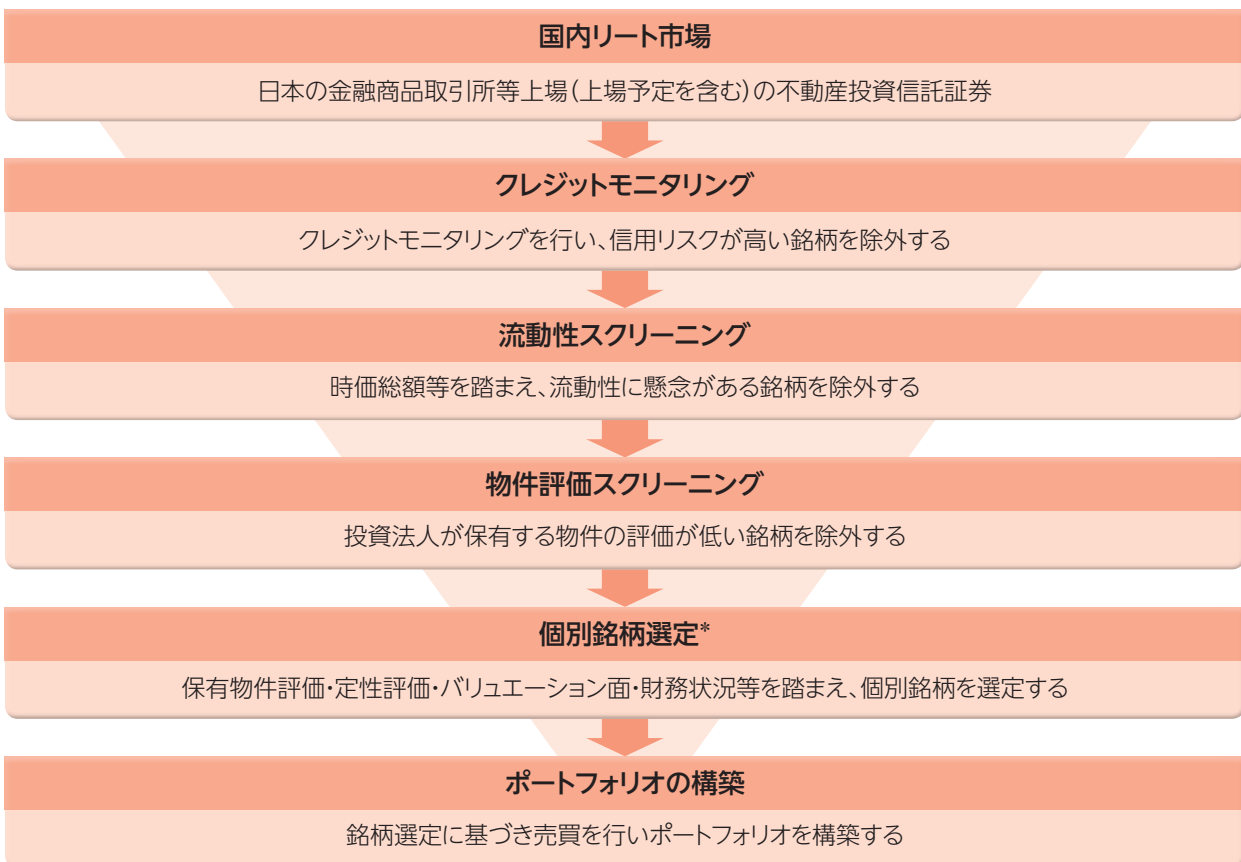 国内リート市場
日本の金融商品取引所等上場(上場予定を含む)の不動産投資信託証券
クレジットモニタリング
クレジットモニタリングを行い、信用リスクが高い銘柄を除外する
流動性スクリーニング
時価総額等を踏まえ、流動性に懸念がある銘柄を除外する
物件評価スクリーニング
投資法人が保有する物件の評価が低い銘柄を除外する
個別銘柄選定*
保有物件評価・定性評価・バリュエーション面・財務状況等を踏まえ、個別銘柄を選定する
ポートフォリオの構築
銘柄選定に基づき売買を行いポートフォリオを構築する